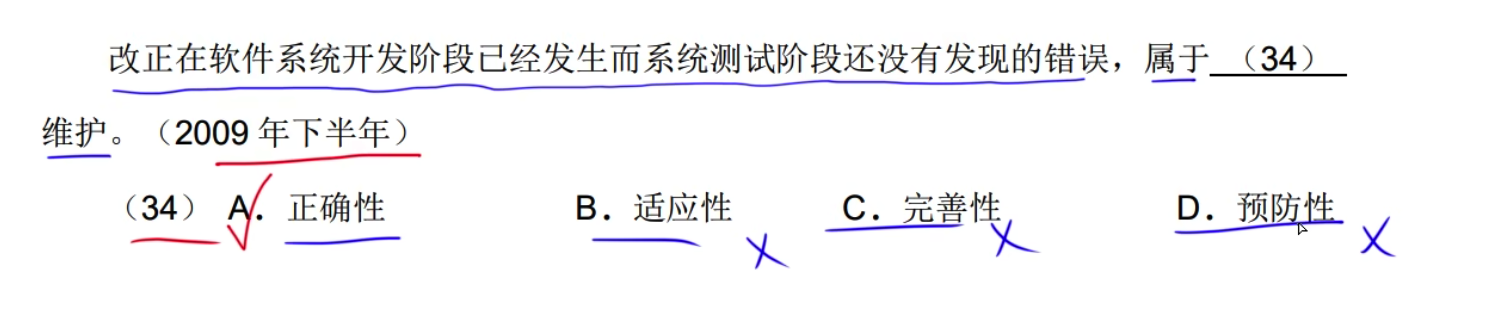 改正在软件系统开发阶段已经发生而系统测试阶段还没有发现的错误，属于 （34）
维护。（2009 年下半年）
（34） A．正确性 B．适应性 C．完善性 D．预防性